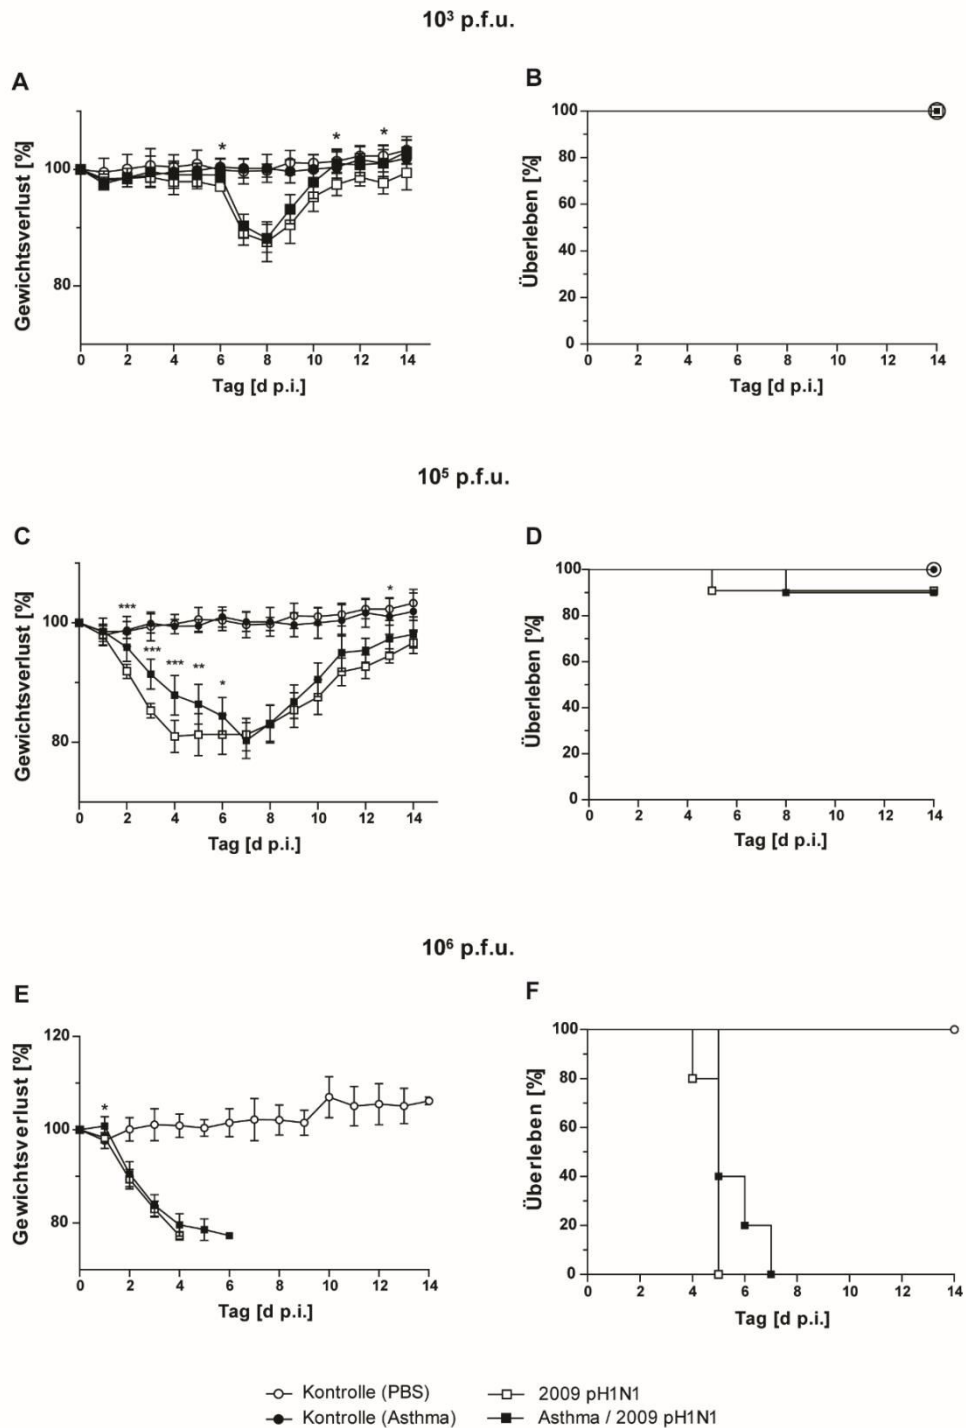 10³ p.f.u.
A
B
Gewichtsverlust [%]
100
80
* * *
0 2 4 6 8 10 12 14
Tag [d p.i.]
Überleben [%]
100
80
60
40
20
0
0 2 4 6 8 10 12 14
Tag [d p.i.]
10⁵ p.f.u.
C
D
Gewichtsverlust [%]
100
80
***
***
***
**
*
*
0 2 4 6 8 10 12 14
Tag [d p.i.]
Überleben [%]
100
80
60
40
20
0
0 2 4 6 8 10 12 14
Tag [d p.i.]
10⁶ p.f.u.
E
F
Gewichtsverlust [%]
120
100
80
*
0 2 4 6 8 10 12 14
Tag [d p.i.]
Überleben [%]
100
80
60
40
20
0
0 2 4 6 8 10 12 14
Tag [d p.i.]
Kontrolle (PBS) 2009 pH1N1
Kontrolle (Asthma) Asthma / 2009 pH1N1